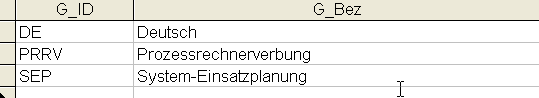 G_ID G_Bez
DE Deutsch
PRRV Prozessrechnerverbung
SEP System-Einsatzplanung